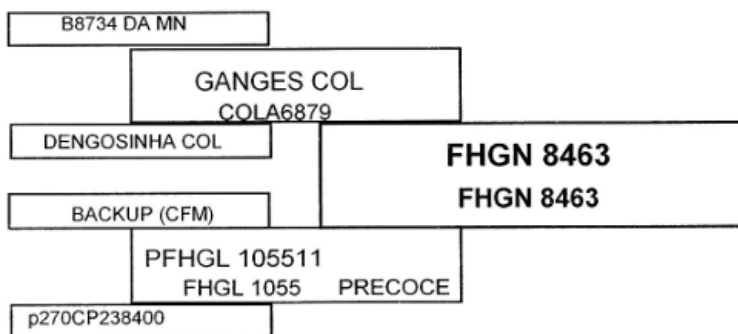 B8734 DA MN
GANGES COL
COLA6879
DENGOSINHA COL
FHGN 8463
FHGN 8463
BACKUP (CFM)
PFHGL 105511
FHGL 1055 PRECOCE
p270CP238400